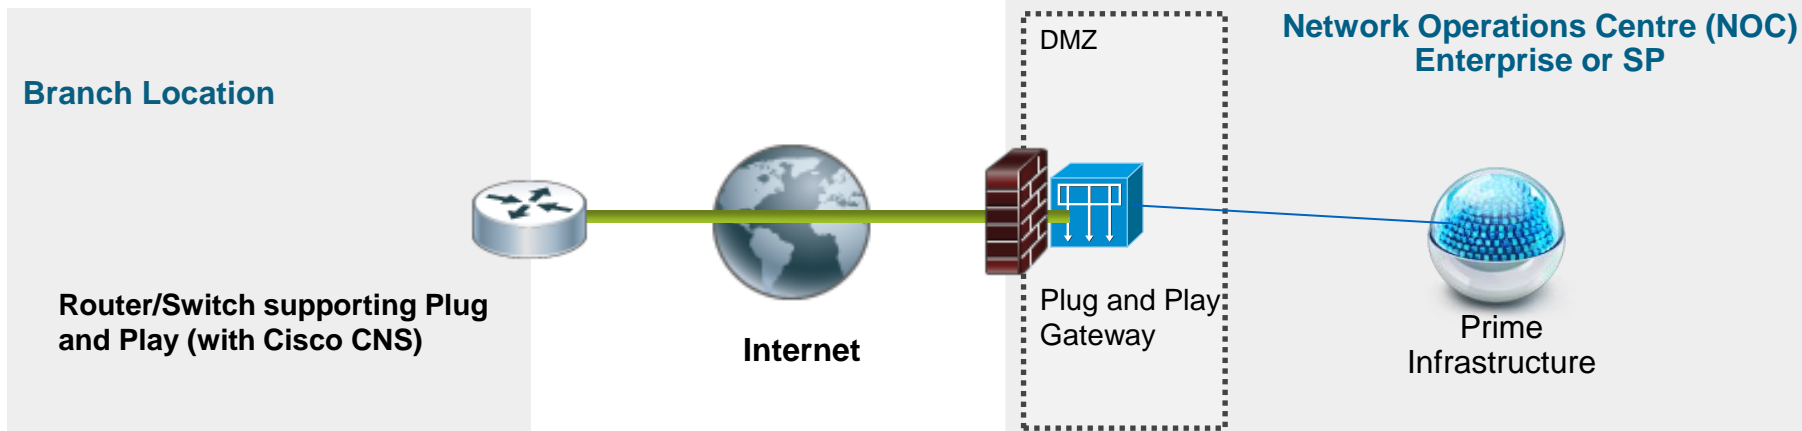 Branch Location
Router/Switch supporting Plug
and Play (with Cisco CNS)
Internet
DMZ
Plug and Play
Gateway
Network Operations Centre (NOC)
Enterprise or SP
Prime
Infrastructure